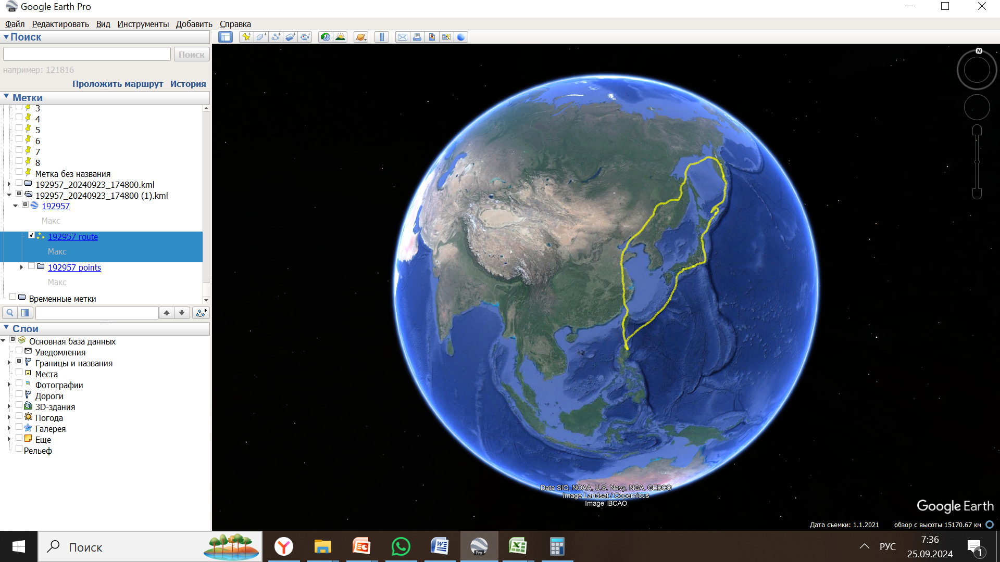 Google Earth Pro
Файл Редактировать Вид Инструменты Добавить Справка
Поиск
Поиск
например: 121816
Проложить маршрут История
Метки
3
4
5
6
7
8
Метка без названия
192957_20240923_174800.kml
192957_20240923_174800 (1).kml
192957
Макс
192957 route
Макс
192957 points
Макс
Временные метки
Слои
Основная база данных
Уведомления
Границы и названия
Места
Фотографии
Дороги
3D-здания
Погода
Галерея
Еще
Рельеф
N
Data SIO, NOAA, U.S. Navy, NGA, GEBCO
Image Landsat / Copernicus
Image IBCAO
Google Earth
Дата съемки: 1.1.2021 обзор с высоты 15170.67 км
Поиск
Pro
РУС
7:36
25.09.2024
1